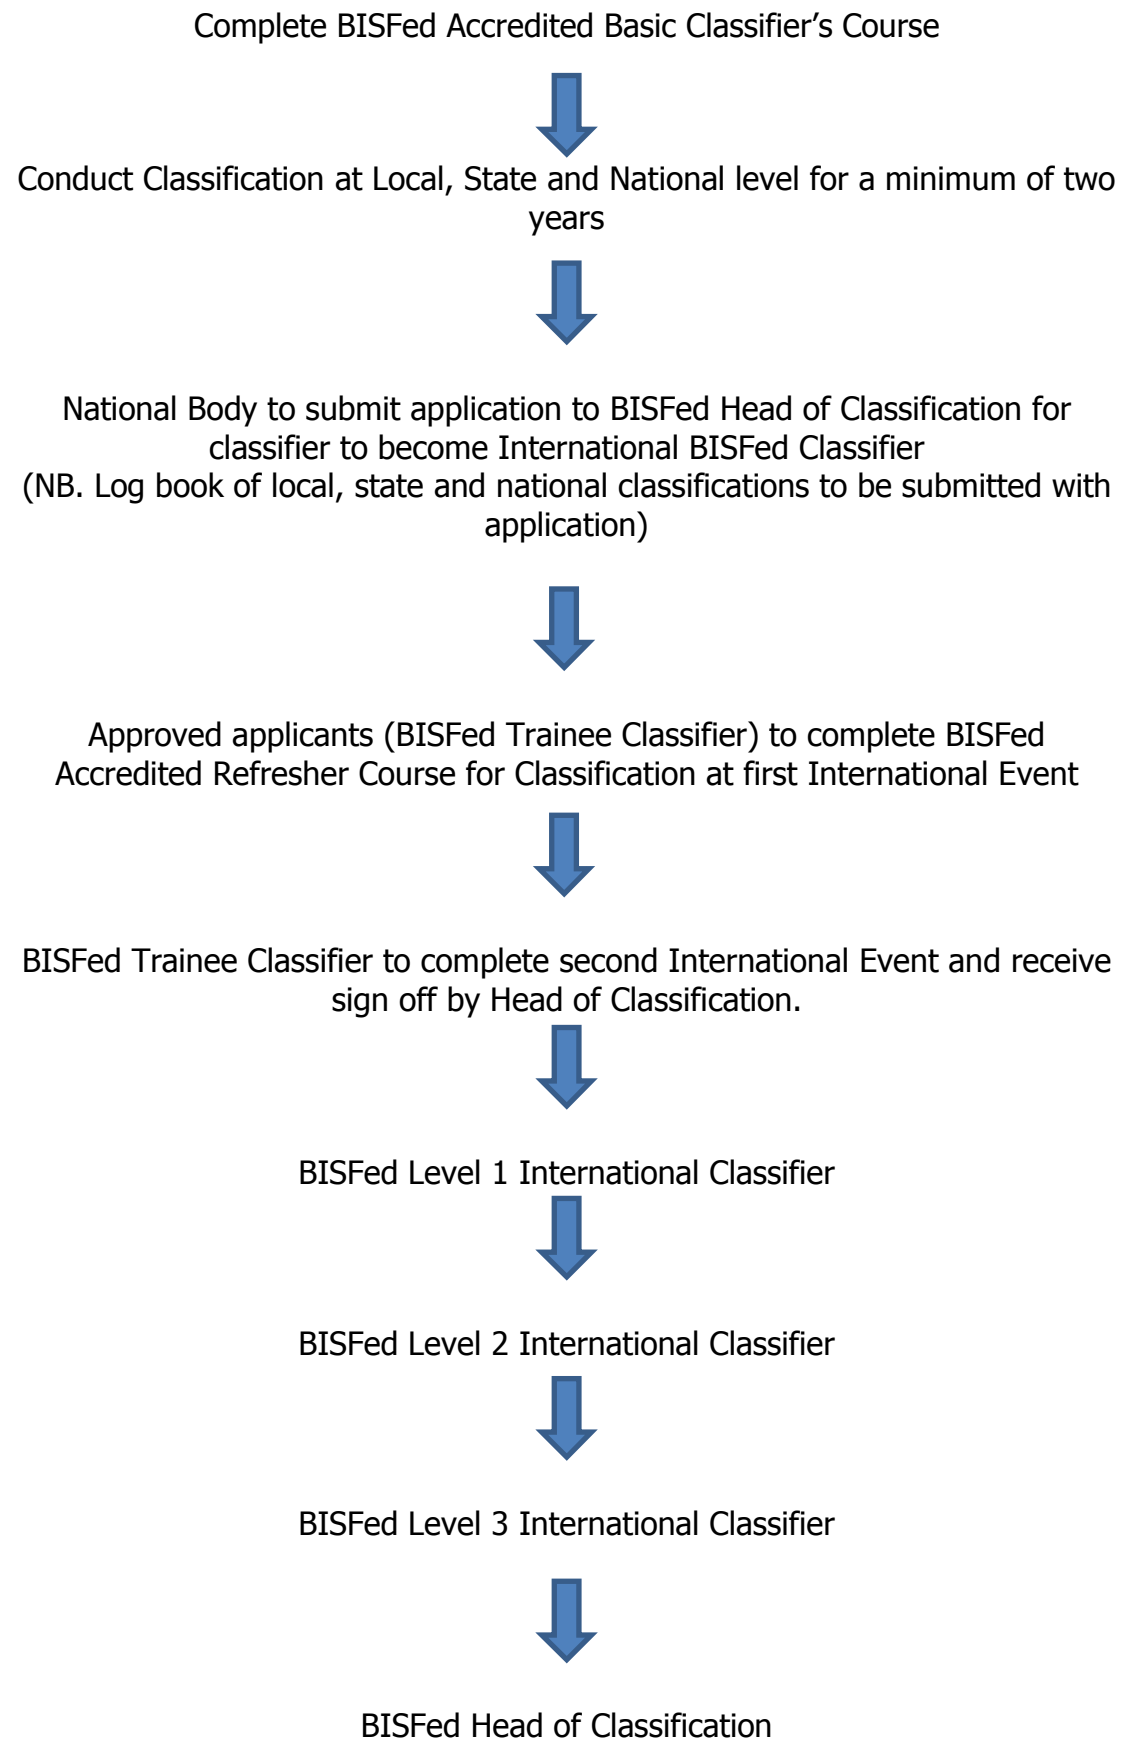 Complete BISFed Accredited Basic Classifier’s Course
Conduct Classification at Local, State and National level for a minimum of two
years
National Body to submit application to BISFed Head of Classification for
classifier to become International BISFed Classifier
(NB. Log book of local, state and national classifications to be submitted with
application)
Approved applicants (BISFed Trainee Classifier) to complete BISFed
Accredited Refresher Course for Classification at first International Event
BISFed Trainee Classifier to complete second International Event and receive
sign off by Head of Classification.
BISFed Level 1 International Classifier
BISFed Level 2 International Classifier
BISFed Level 3 International Classifier
BISFed Head of Classification